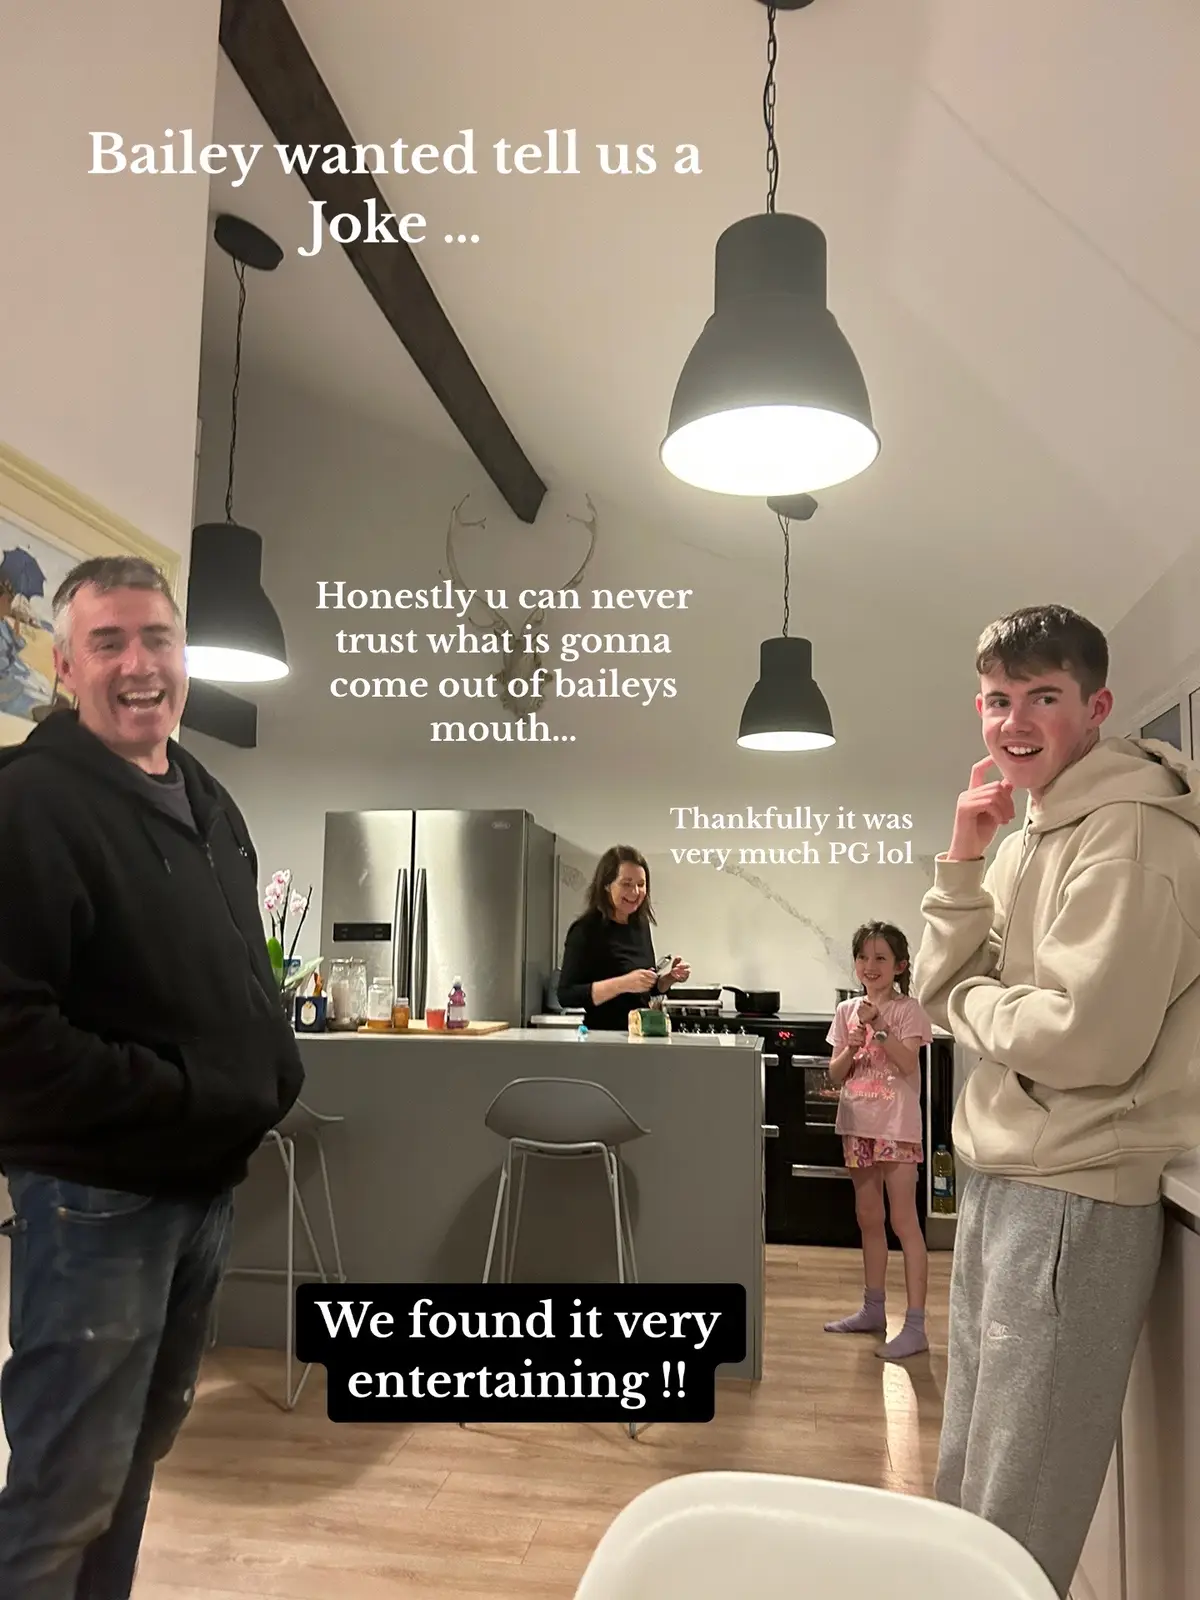 Bailey wanted tell us a
Joke ...
Honestly u can never
trust what is gonna
come out of baileys
mouth...
Thankfully it was
very much PG lol
We found it very
entertaining !!